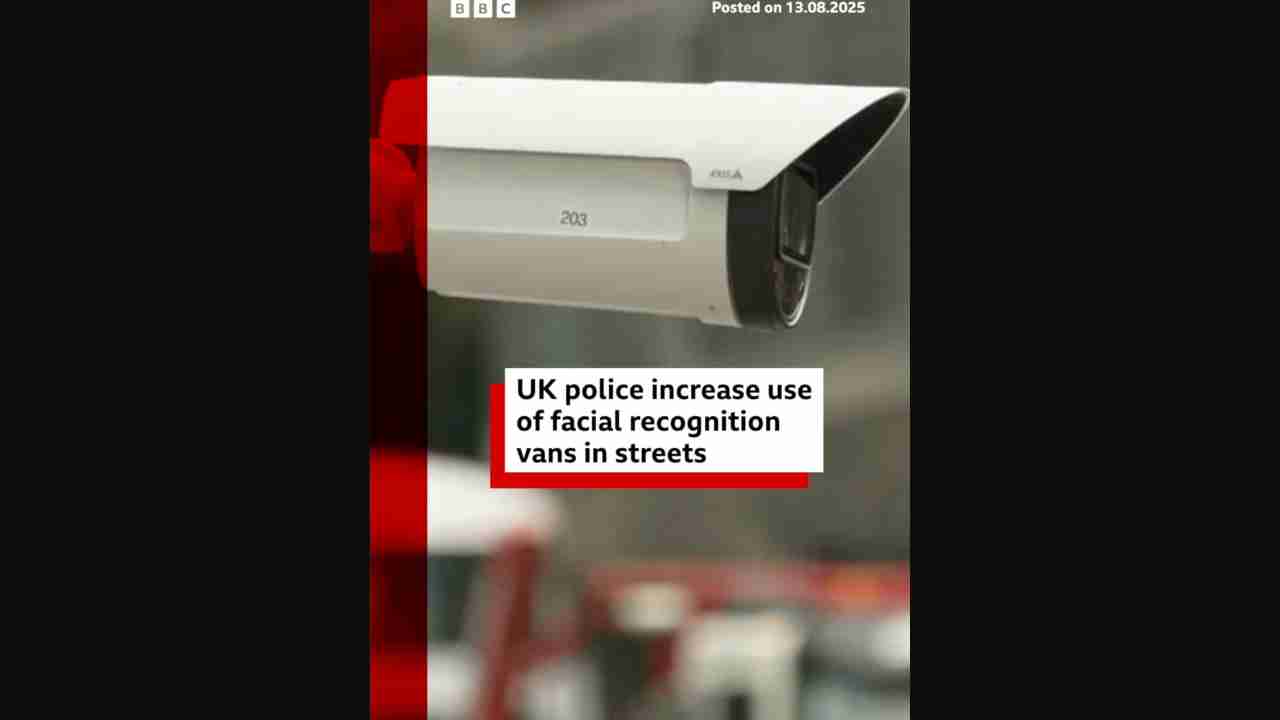 BBC
Posted on 13.08.2025
AXIS
203
UK police increase use
of facial recognition
vans in streets